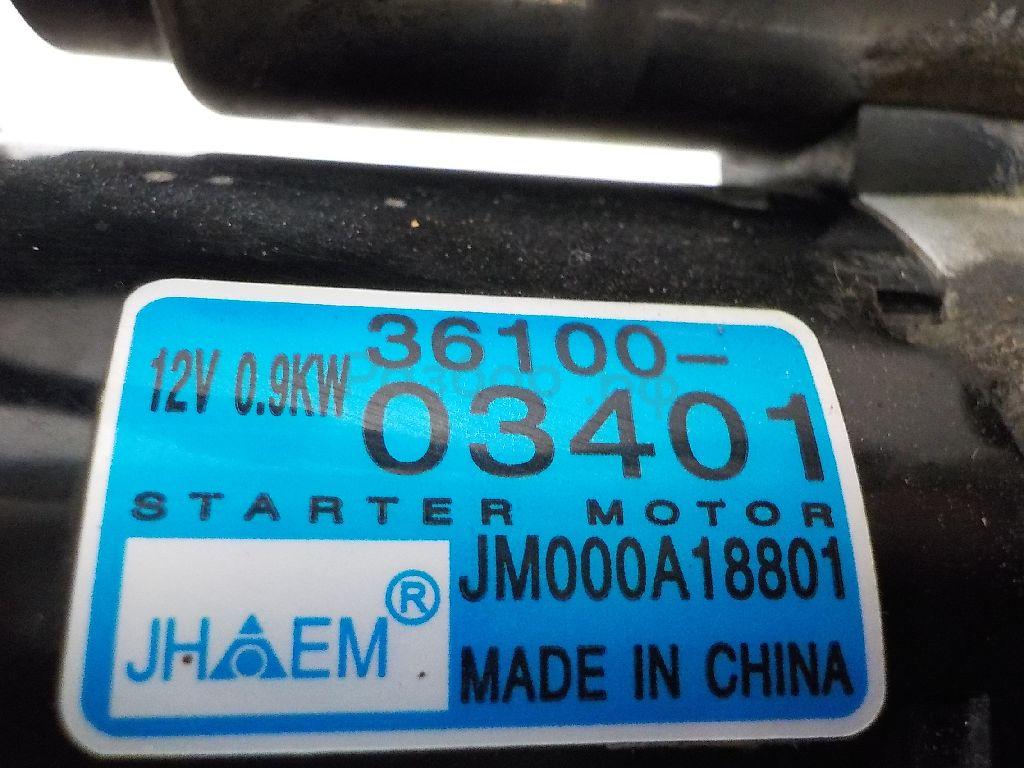 12V 0.9KW 36100-
03401
STARTER MOTOR
JHAEM®
JM000A18801
MADE IN CHINA